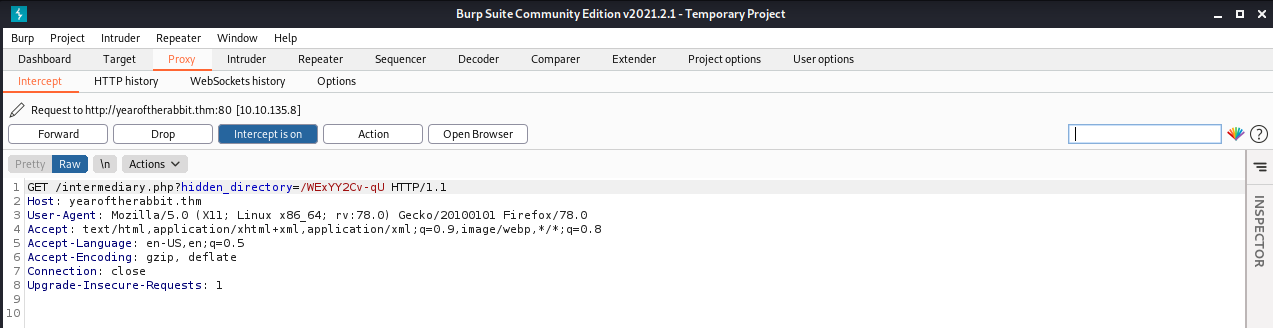 Burp Suite Community Edition v2021.2.1 - Temporary Project
Burp Project Intruder Repeater Window Help
Dashboard Target Proxy Intruder Repeater Sequencer Decoder Comparer Extender Project options User options
Intercept HTTP history WebSockets history Options
Request to http://yearoftherabbit.thm:80 [10.10.135.8]
Forward Drop Intercept is on Action Open Browser ?
Pretty Raw \n Actions
1 GET /intermediary.php?hidden_directory=/WExYY2Cv-qU HTTP/1.1
2 Host: yearoftherabbit.thm
3 User-Agent: Mozilla/5.0 (X11; Linux x86_64; rv:78.0) Gecko/20100101 Firefox/78.0
4 Accept: text/html,application/xhtml+xml,application/xml;q=0.9,image/webp,*/*;q=0.8
5 Accept-Language: en-US,en;q=0.5
6 Accept-Encoding: gzip, deflate
7 Connection: close
8 Upgrade-Insecure-Requests: 1
9
10
INSPECTOR